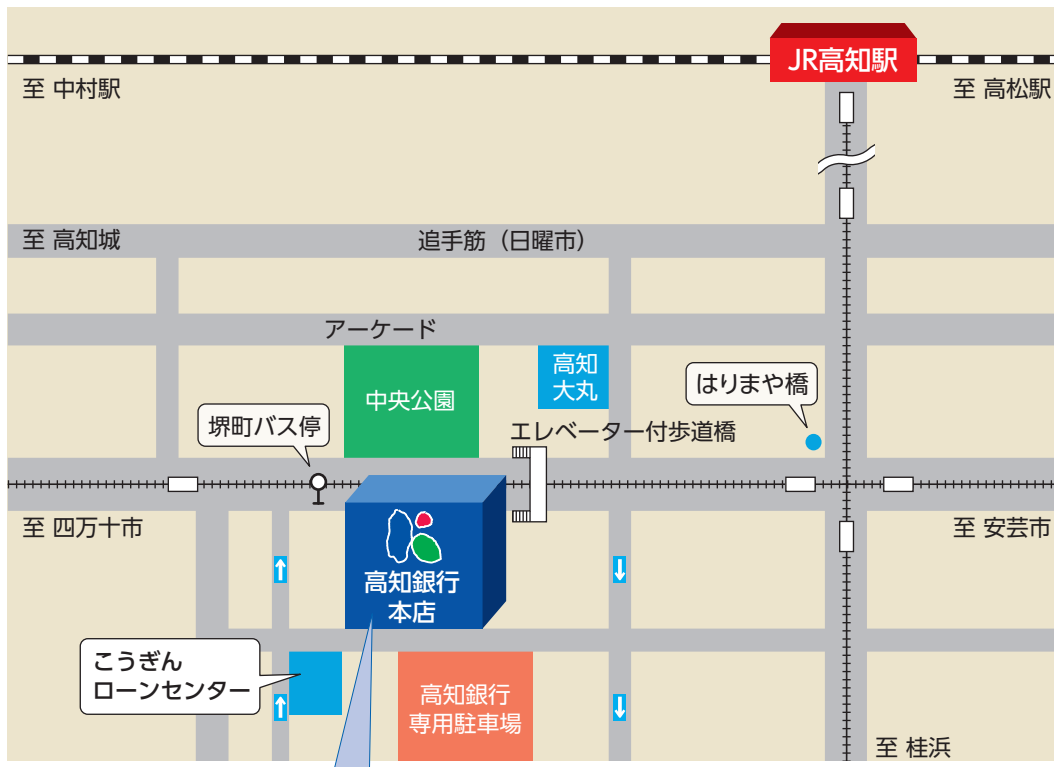 JR高知駅
至 中村駅
至 高松駅
至 高知城
追手筋（日曜市）
アーケード
高知
大丸
中央公園
はりまや橋
堺町バス停
エレベーター付歩道橋
至 四万十市
至 安芸市
高知銀行
本店
こうぎん
ローンセンター
高知銀行
専用駐車場
至 桂浜